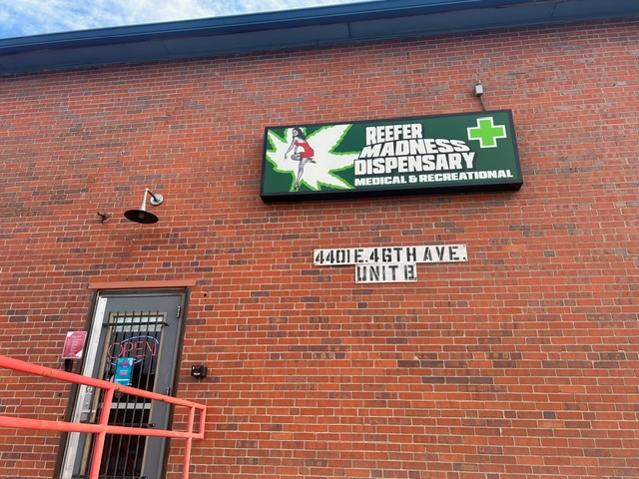 REEFER
MADNESS
DISPENSARY
MEDICAL & RECREATIONAL
4401 E. 46TH AVE.
UNIT B
OPEN